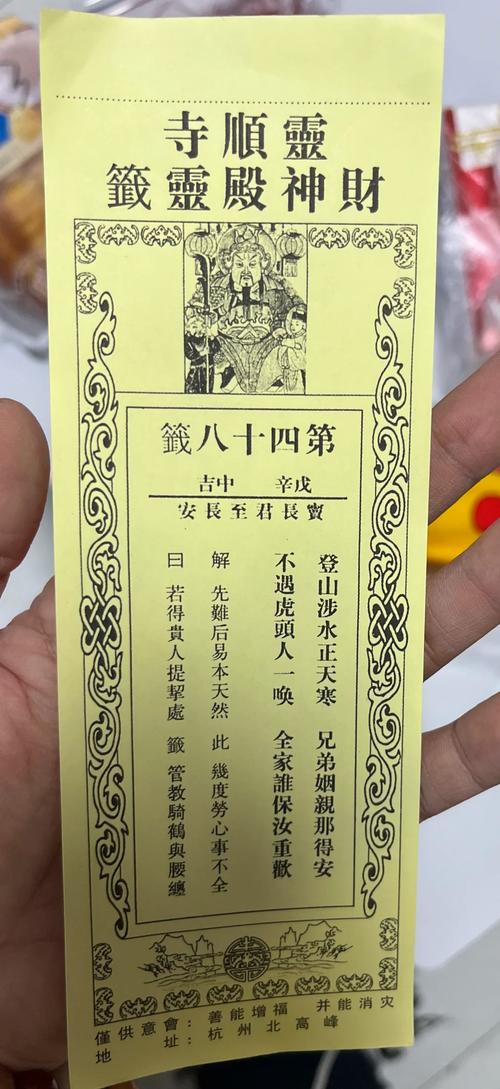 靈順寺
財神殿靈籤
第四十八籤
戊辛 中吉
竇長君至長安
登山涉水正天寒 兄弟姻親那得安
不遇虎頭人一喚 全家誰保汝重歡
解 先難后易本天然 此 幾度勞心事不全
曰 若得貴人提挈處 籤 管教騎鶴與腰纏
僅供意會: 善能增福 并能消灾
地址: 杭州北高峰